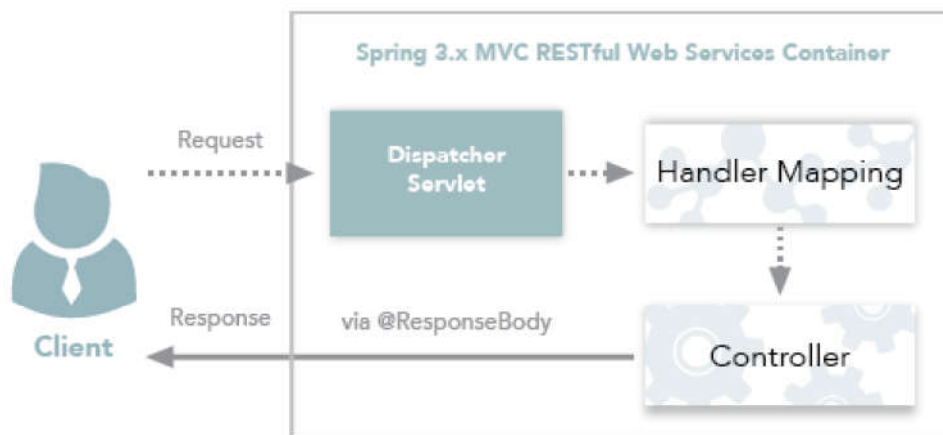 Spring 3.x MVC RESTful Web Services Container
Request
Dispatcher
Servlet
Handler Mapping
Response
via @ResponseBody
Controller
Client